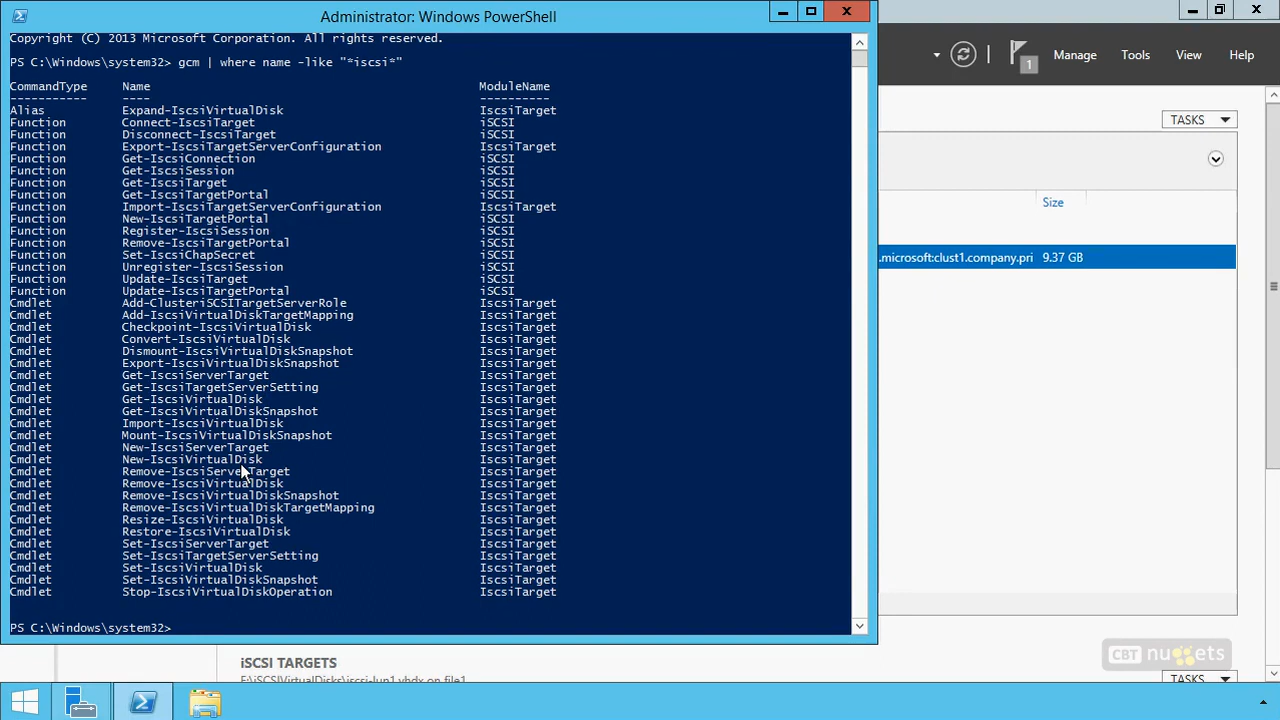 Administrator: Windows PowerShell
Copyright (C) 2013 Microsoft Corporation. All rights reserved.
PS C:\Windows\system32> gcm | where name -like "*iscsi*"
CommandType Name ModuleName
----------- ---- ----------
Alias Expand-IscsiVirtualDisk IscsiTarget
Function Connect-IscsiTarget iSCSI
Function Disconnect-IscsiTarget iSCSI
Function Export-IscsiTargetServerConfiguration IscsiTarget
Function Get-IscsiConnection iSCSI
Function Get-IscsiSession iSCSI
Function Get-IscsiTarget iSCSI
Function Get-IscsiTargetPortal iSCSI
Function Import-IscsiTargetServerConfiguration IscsiTarget
Function New-IscsiTargetPortal iSCSI
Function Register-IscsiSession iSCSI
Function Remove-IscsiTargetPortal iSCSI
Function Set-IscsiChapSecret iSCSI
Function Unregister-IscsiSession iSCSI
Function Update-IscsiTarget iSCSI
Function Update-IscsiTargetPortal iSCSI
Cmdlet Add-ClusteriSCSITargetServerRole IscsiTarget
Cmdlet Add-IscsiVirtualDiskTargetMapping IscsiTarget
Cmdlet Checkpoint-IscsiVirtualDisk IscsiTarget
Cmdlet Convert-IscsiVirtualDisk IscsiTarget
Cmdlet Dismount-IscsiVirtualDiskSnapshot IscsiTarget
Cmdlet Export-IscsiVirtualDiskSnapshot IscsiTarget
Cmdlet Get-IscsiServerTarget IscsiTarget
Cmdlet Get-IscsiTargetServerSetting IscsiTarget
Cmdlet Get-IscsiVirtualDisk IscsiTarget
Cmdlet Get-IscsiVirtualDiskSnapshot IscsiTarget
Cmdlet Import-IscsiVirtualDisk IscsiTarget
Cmdlet Mount-IscsiVirtualDiskSnapshot IscsiTarget
Cmdlet New-IscsiServerTarget IscsiTarget
Cmdlet New-IscsiVirtualDisk IscsiTarget
Cmdlet Remove-IscsiServerTarget IscsiTarget
Cmdlet Remove-IscsiVirtualDisk IscsiTarget
Cmdlet Remove-IscsiVirtualDiskSnapshot IscsiTarget
Cmdlet Remove-IscsiVirtualDiskTargetMapping IscsiTarget
Cmdlet Resize-IscsiVirtualDisk IscsiTarget
Cmdlet Restore-IscsiVirtualDisk IscsiTarget
Cmdlet Set-IscsiServerTarget IscsiTarget
Cmdlet Set-IscsiTargetServerSetting IscsiTarget
Cmdlet Set-IscsiVirtualDisk IscsiTarget
Cmdlet Set-IscsiVirtualDiskSnapshot IscsiTarget
Cmdlet Stop-IscsiVirtualDiskOperation IscsiTarget
PS C:\Windows\system32>
1 Manage Tools View Help
TASKS
Size
.microsoft:clust1.company.pri 9.37 GB
CBT nuggets
iSCSI TARGETS
F:\iSCSIVirtualDisks\iscsi-lun1.vhdx on file1
TASKS